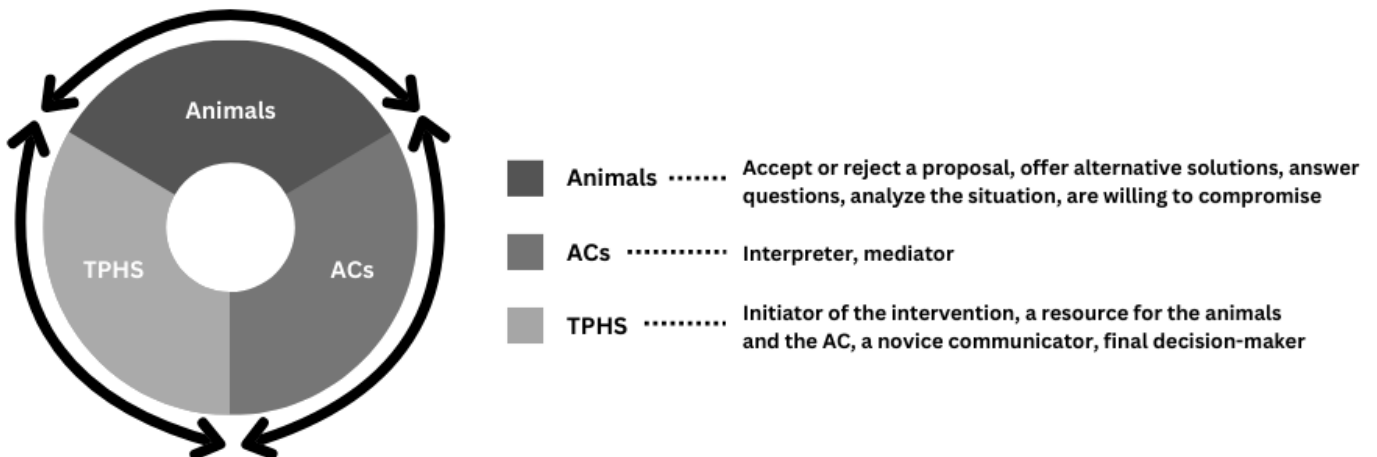 Animals
TPHS
ACs
Animals ....... Accept or reject a proposal, offer alternative solutions, answer
questions, analyze the situation, are willing to compromise
ACs ............. Interpreter, mediator
TPHS ........... Initiator of the intervention, a resource for the animals
and the AC, a novice communicator, final decision-maker